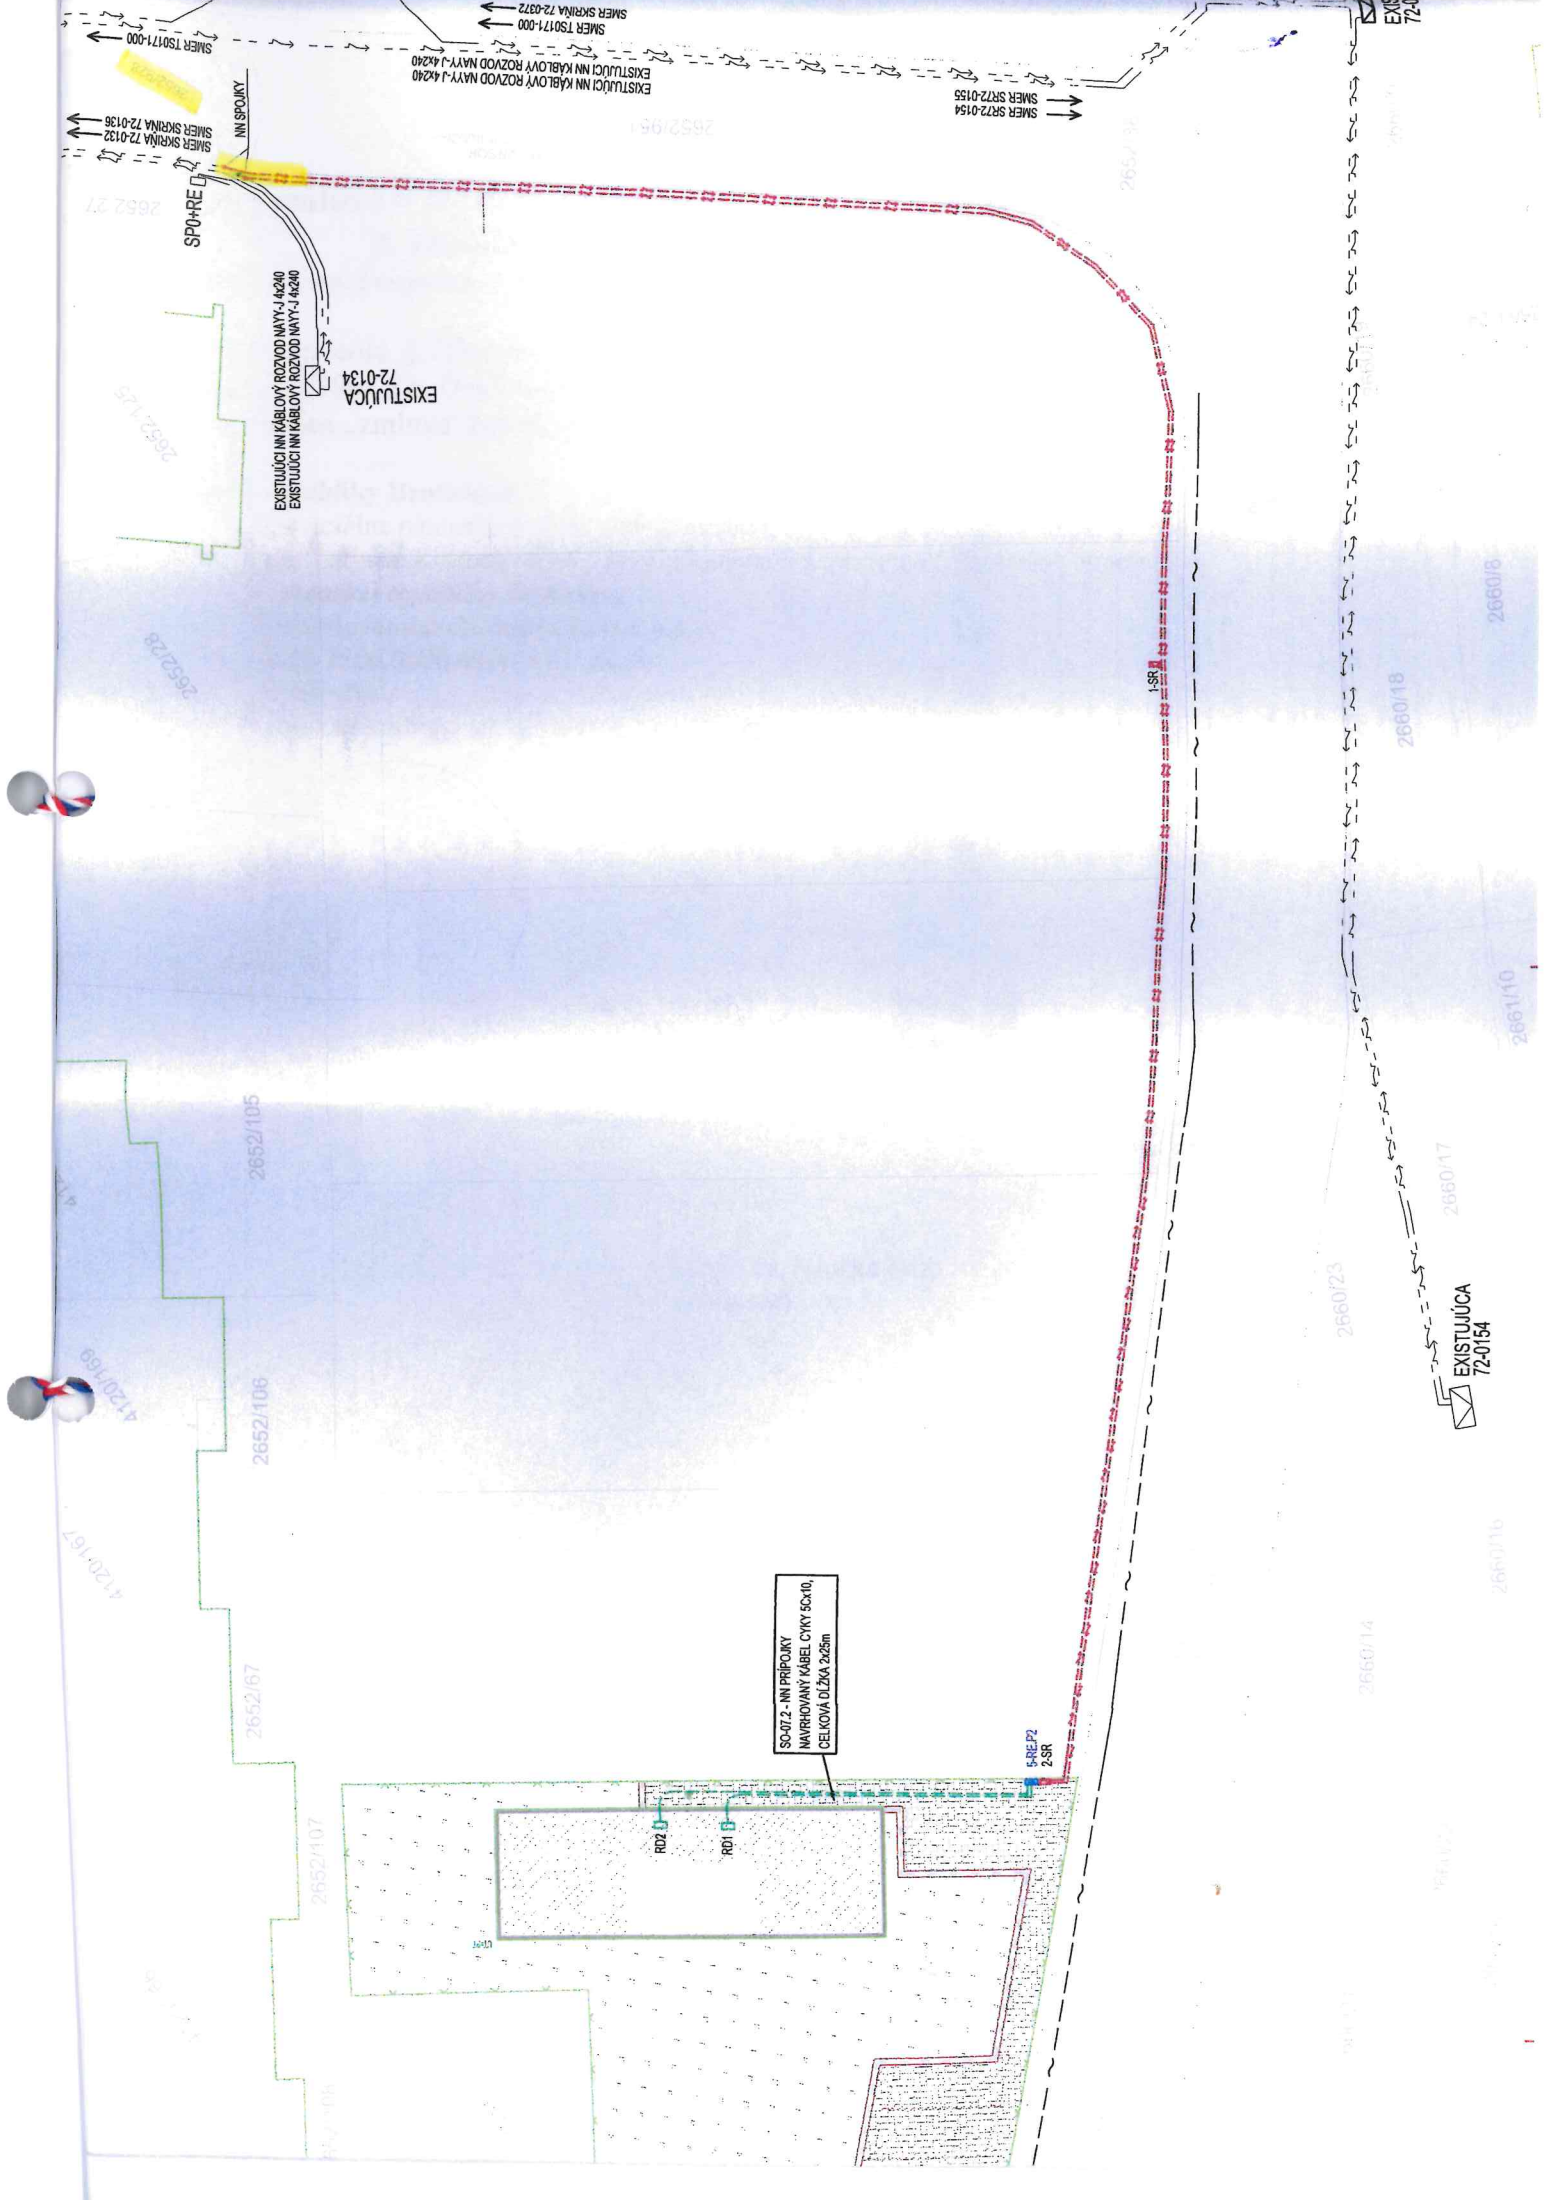 SMER TS0171-000
SMER SKRIŇA 72-0372
SMER TS0171-000
EXISTUJÚCI NN KÁBLOVÝ ROZVOD NAYY-J 4x240
EXISTUJÚCI NN KÁBLOVÝ ROZVOD NAYY-J 4x240
SMER SR72-0155
SMER SR72-0154
SMER SKRIŇA 72-0136
SMER SKRIŇA 72-0132
NN SPOJKY
SPO+RE
EXISTUJÚCI NN KÁBLOVÝ ROZVOD NAYY-J 4x240
EXISTUJÚCI NN KÁBLOVÝ ROZVOD NAYY-J 4x240
EXISTUJÚCA
72-0134
2652/125
2652/28
1-SR
2660/8
2660/18
2661/10
2652/105
2660/17
2660/23
EXISTUJÚCA
72-0154
4120/169
2652/106
4120/167
2660/16
2660/14
2652/67
SO-07.2 - NN PRÍPOJKY
NAVRHOVANÝ KÁBEL CYKY 5Cx10,
CELKOVÁ DĹŽKA 2x25m
5-RE.P2
2-SR
RD2
RD1
2652/107